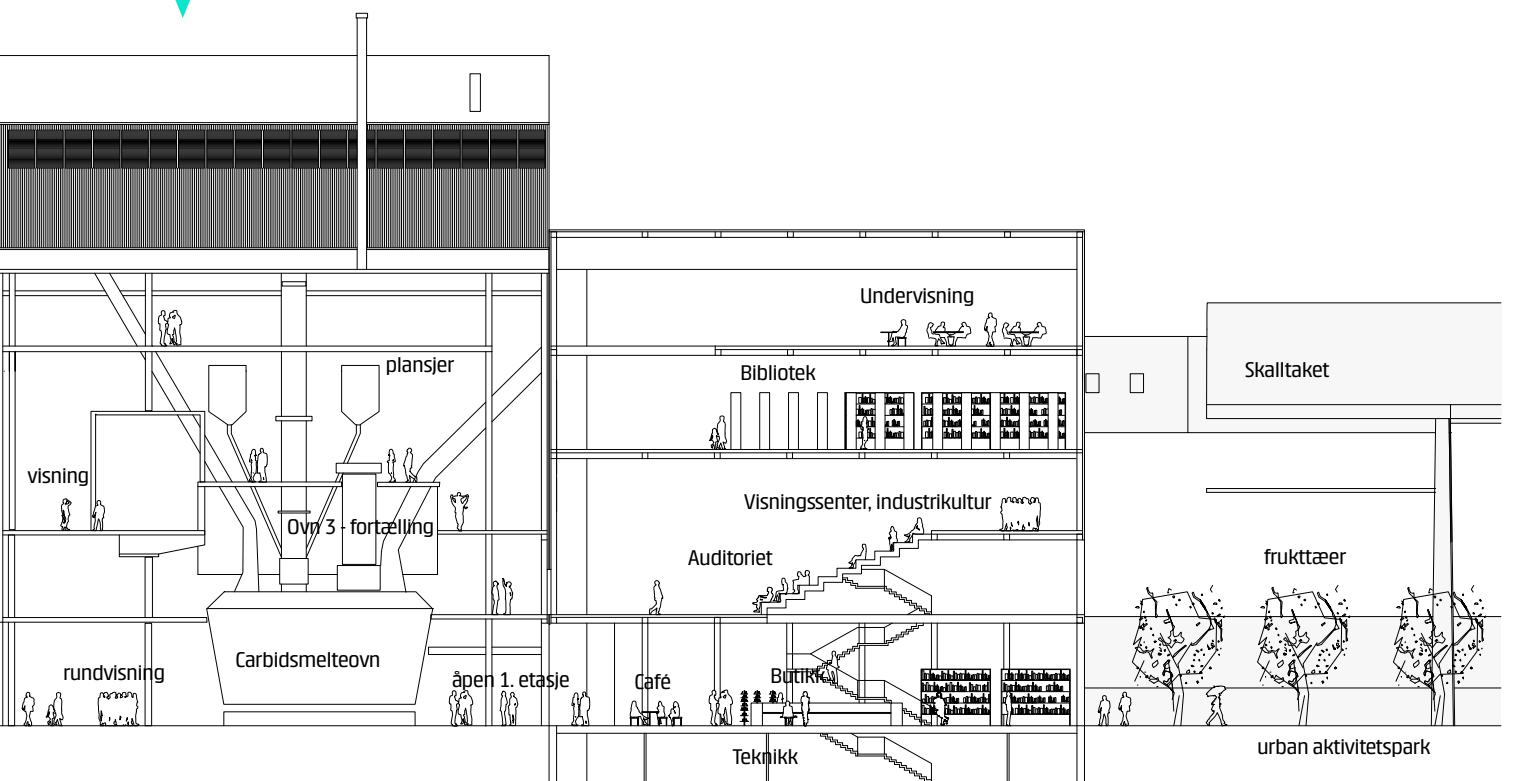 Undervisning
plansjer
Bibliotek
Skalltaket
visning
Visningssenter, industrikultur
Ovn 3 - fortælling
Auditoriet
frukttæer
Carbidsmelteovn
rundvisning
åpen 1. etasje
Café
Butikk
urban aktivitetspark
Teknikk